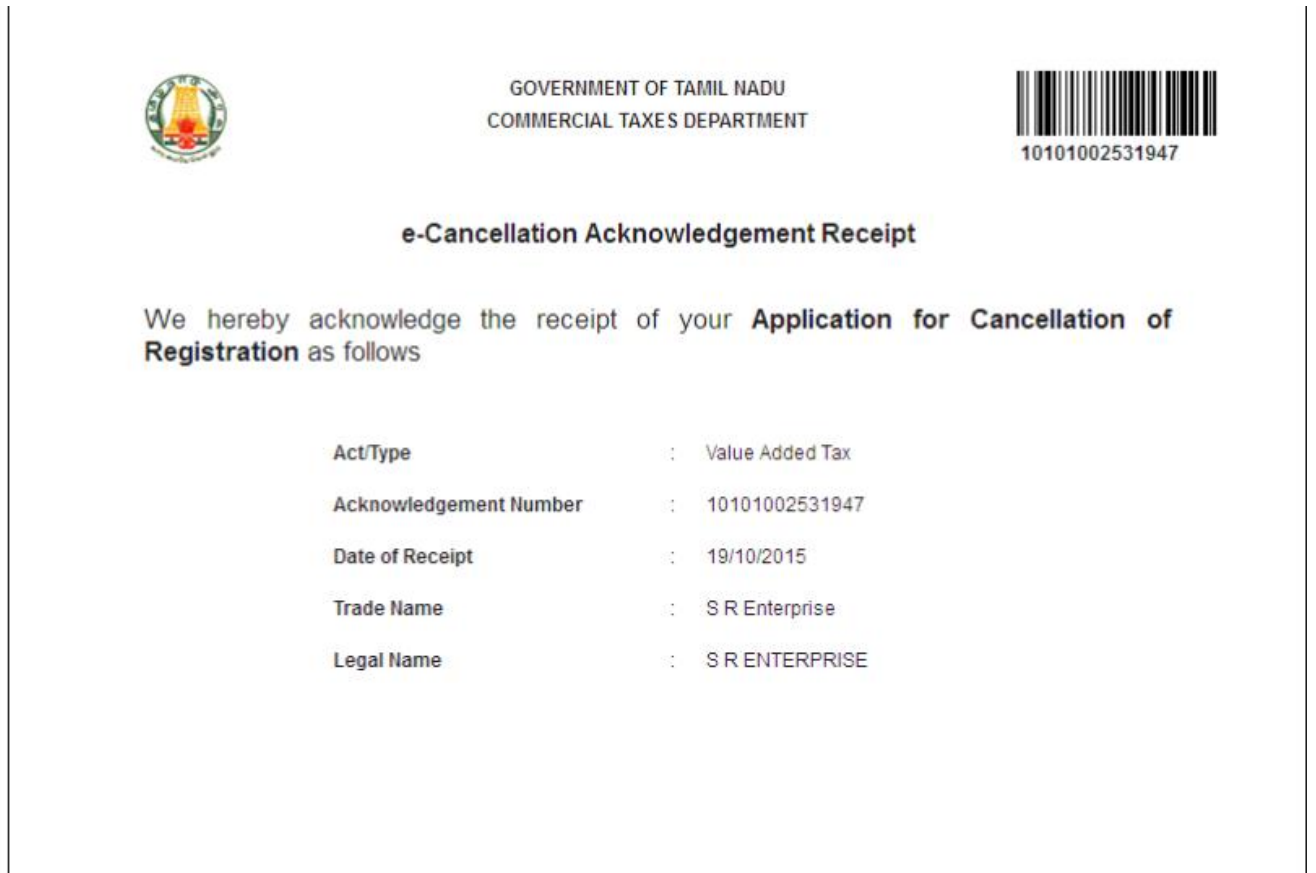 GOVERNMENT OF TAMIL NADU
COMMERCIAL TAXES DEPARTMENT
10101002531947
e-Cancellation Acknowledgement Receipt
We hereby acknowledge the receipt of your Application for Cancellation of
Registration as follows
Act/Type : Value Added Tax
Acknowledgement Number : 10101002531947
Date of Receipt : 19/10/2015
Trade Name : S R Enterprise
Legal Name : S R ENTERPRISE